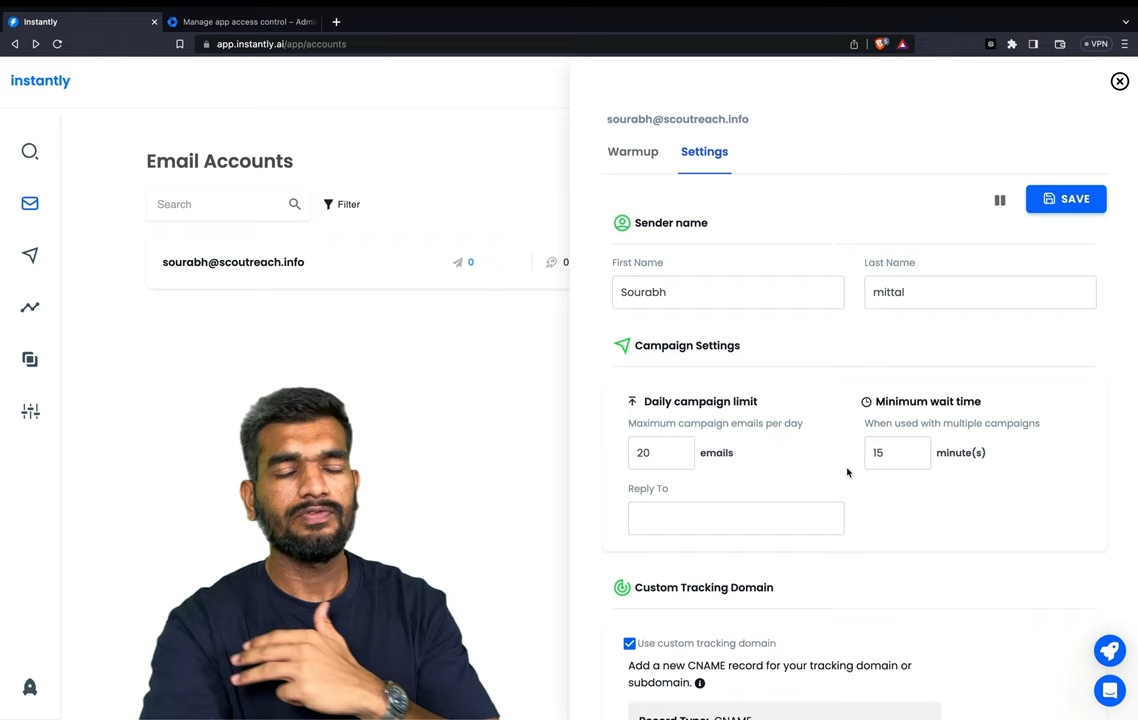 Instantly
Manage app access control – Admi
app.instantly.ai/app/accounts
5
VPN
instantly
sourabh@scoutreach.info
Warmup
Settings
Email Accounts
Search
Filter
SAVE
Sender name
sourabh@scoutreach.info
0
0
First Name
Last Name
Sourabh
mittal
Campaign Settings
Daily campaign limit
Minimum wait time
Maximum campaign emails per day
When used with multiple campaigns
20
emails
15
minute(s)
Reply To
Custom Tracking Domain
Use custom tracking domain
Add a new CNAME record for your tracking domain or
subdomain.
Record Type: CNAME